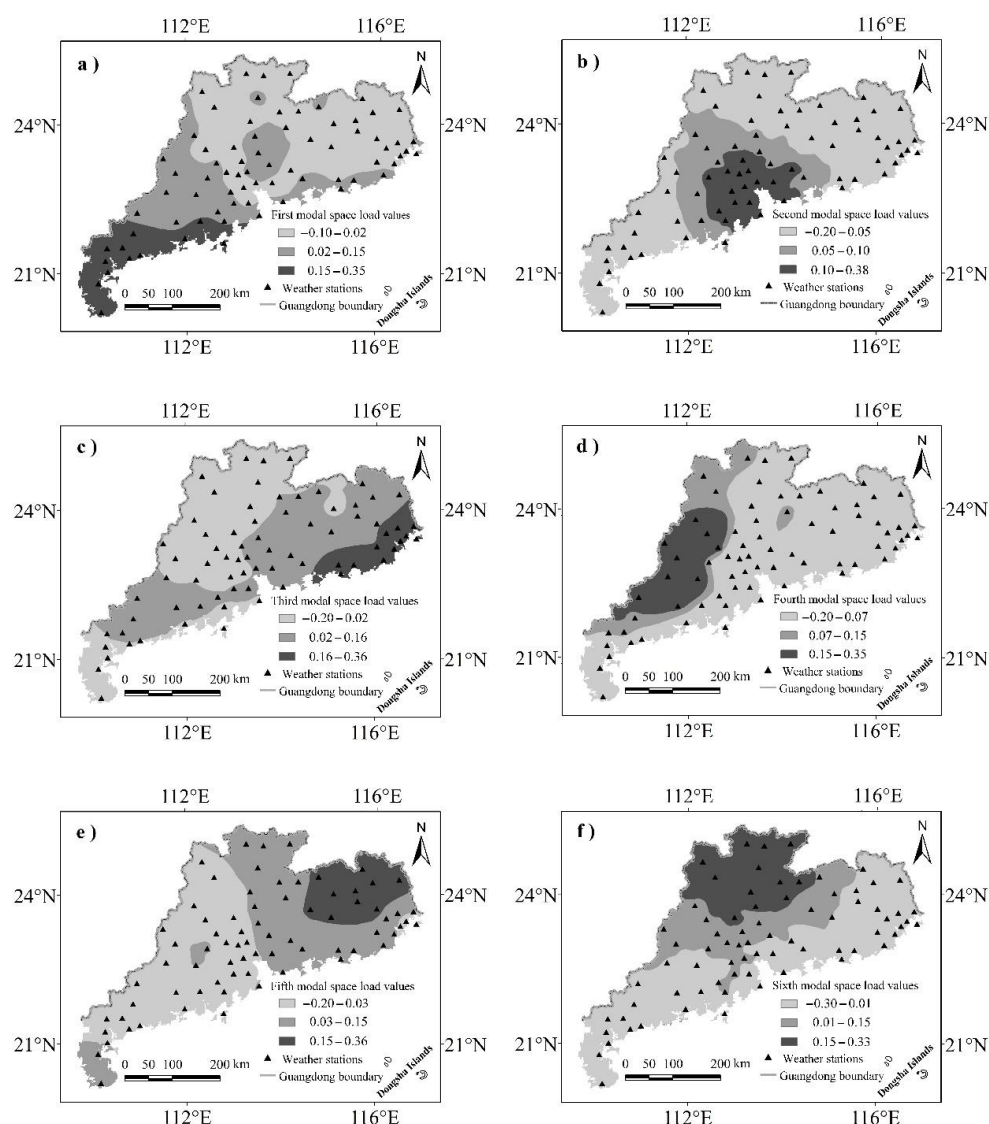 112°E 116°E
a )
N
24°N
21°N
First modal space load values
−0.10 – 0.02
0.02 – 0.15
0.15 – 0.35
Weather stations
Guangdong boundary
Dongsha Islands
0 50 100 200 km
112°E 116°E
112°E 116°E
b )
N
24°N
21°N
Second modal space load values
−0.20 – 0.05
0.05 – 0.10
0.10 – 0.38
Weather stations
Guangdong boundary
Dongsha Islands
0 50 100 200 km
112°E 116°E
112°E 116°E
c )
N
24°N 24°N
21°N 21°N
Third modal space load values
−0.20 – 0.02
0.02 – 0.16
0.16 – 0.36
Weather stations
Guangdong boundary
Dongsha Islands
0 50 100 200 km
112°E 116°E
112°E 116°E
d )
N
24°N
21°N
Fourth modal space load values
−0.20 – 0.07
0.07 – 0.15
0.15 – 0.35
Weather stations
Guangdong boundary
Dongsha Islands
0 50 100 200 km
112°E 116°E
112°E 116°E
e )
N
24°N 24°N
21°N 21°N
Fifth modal space load values
−0.20 – 0.03
0.03 – 0.15
0.15 – 0.36
Weather stations
Guangdong boundary
Dongsha Islands
0 50 100 200 km
112°E 116°E
112°E 116°E
f )
N
24°N
21°N
Sixth modal space load values
−0.30 – 0.01
0.01 – 0.15
0.15 – 0.33
Weather stations
Guangdong boundary
Dongsha Islands
0 50 100 200 km
112°E 116°E